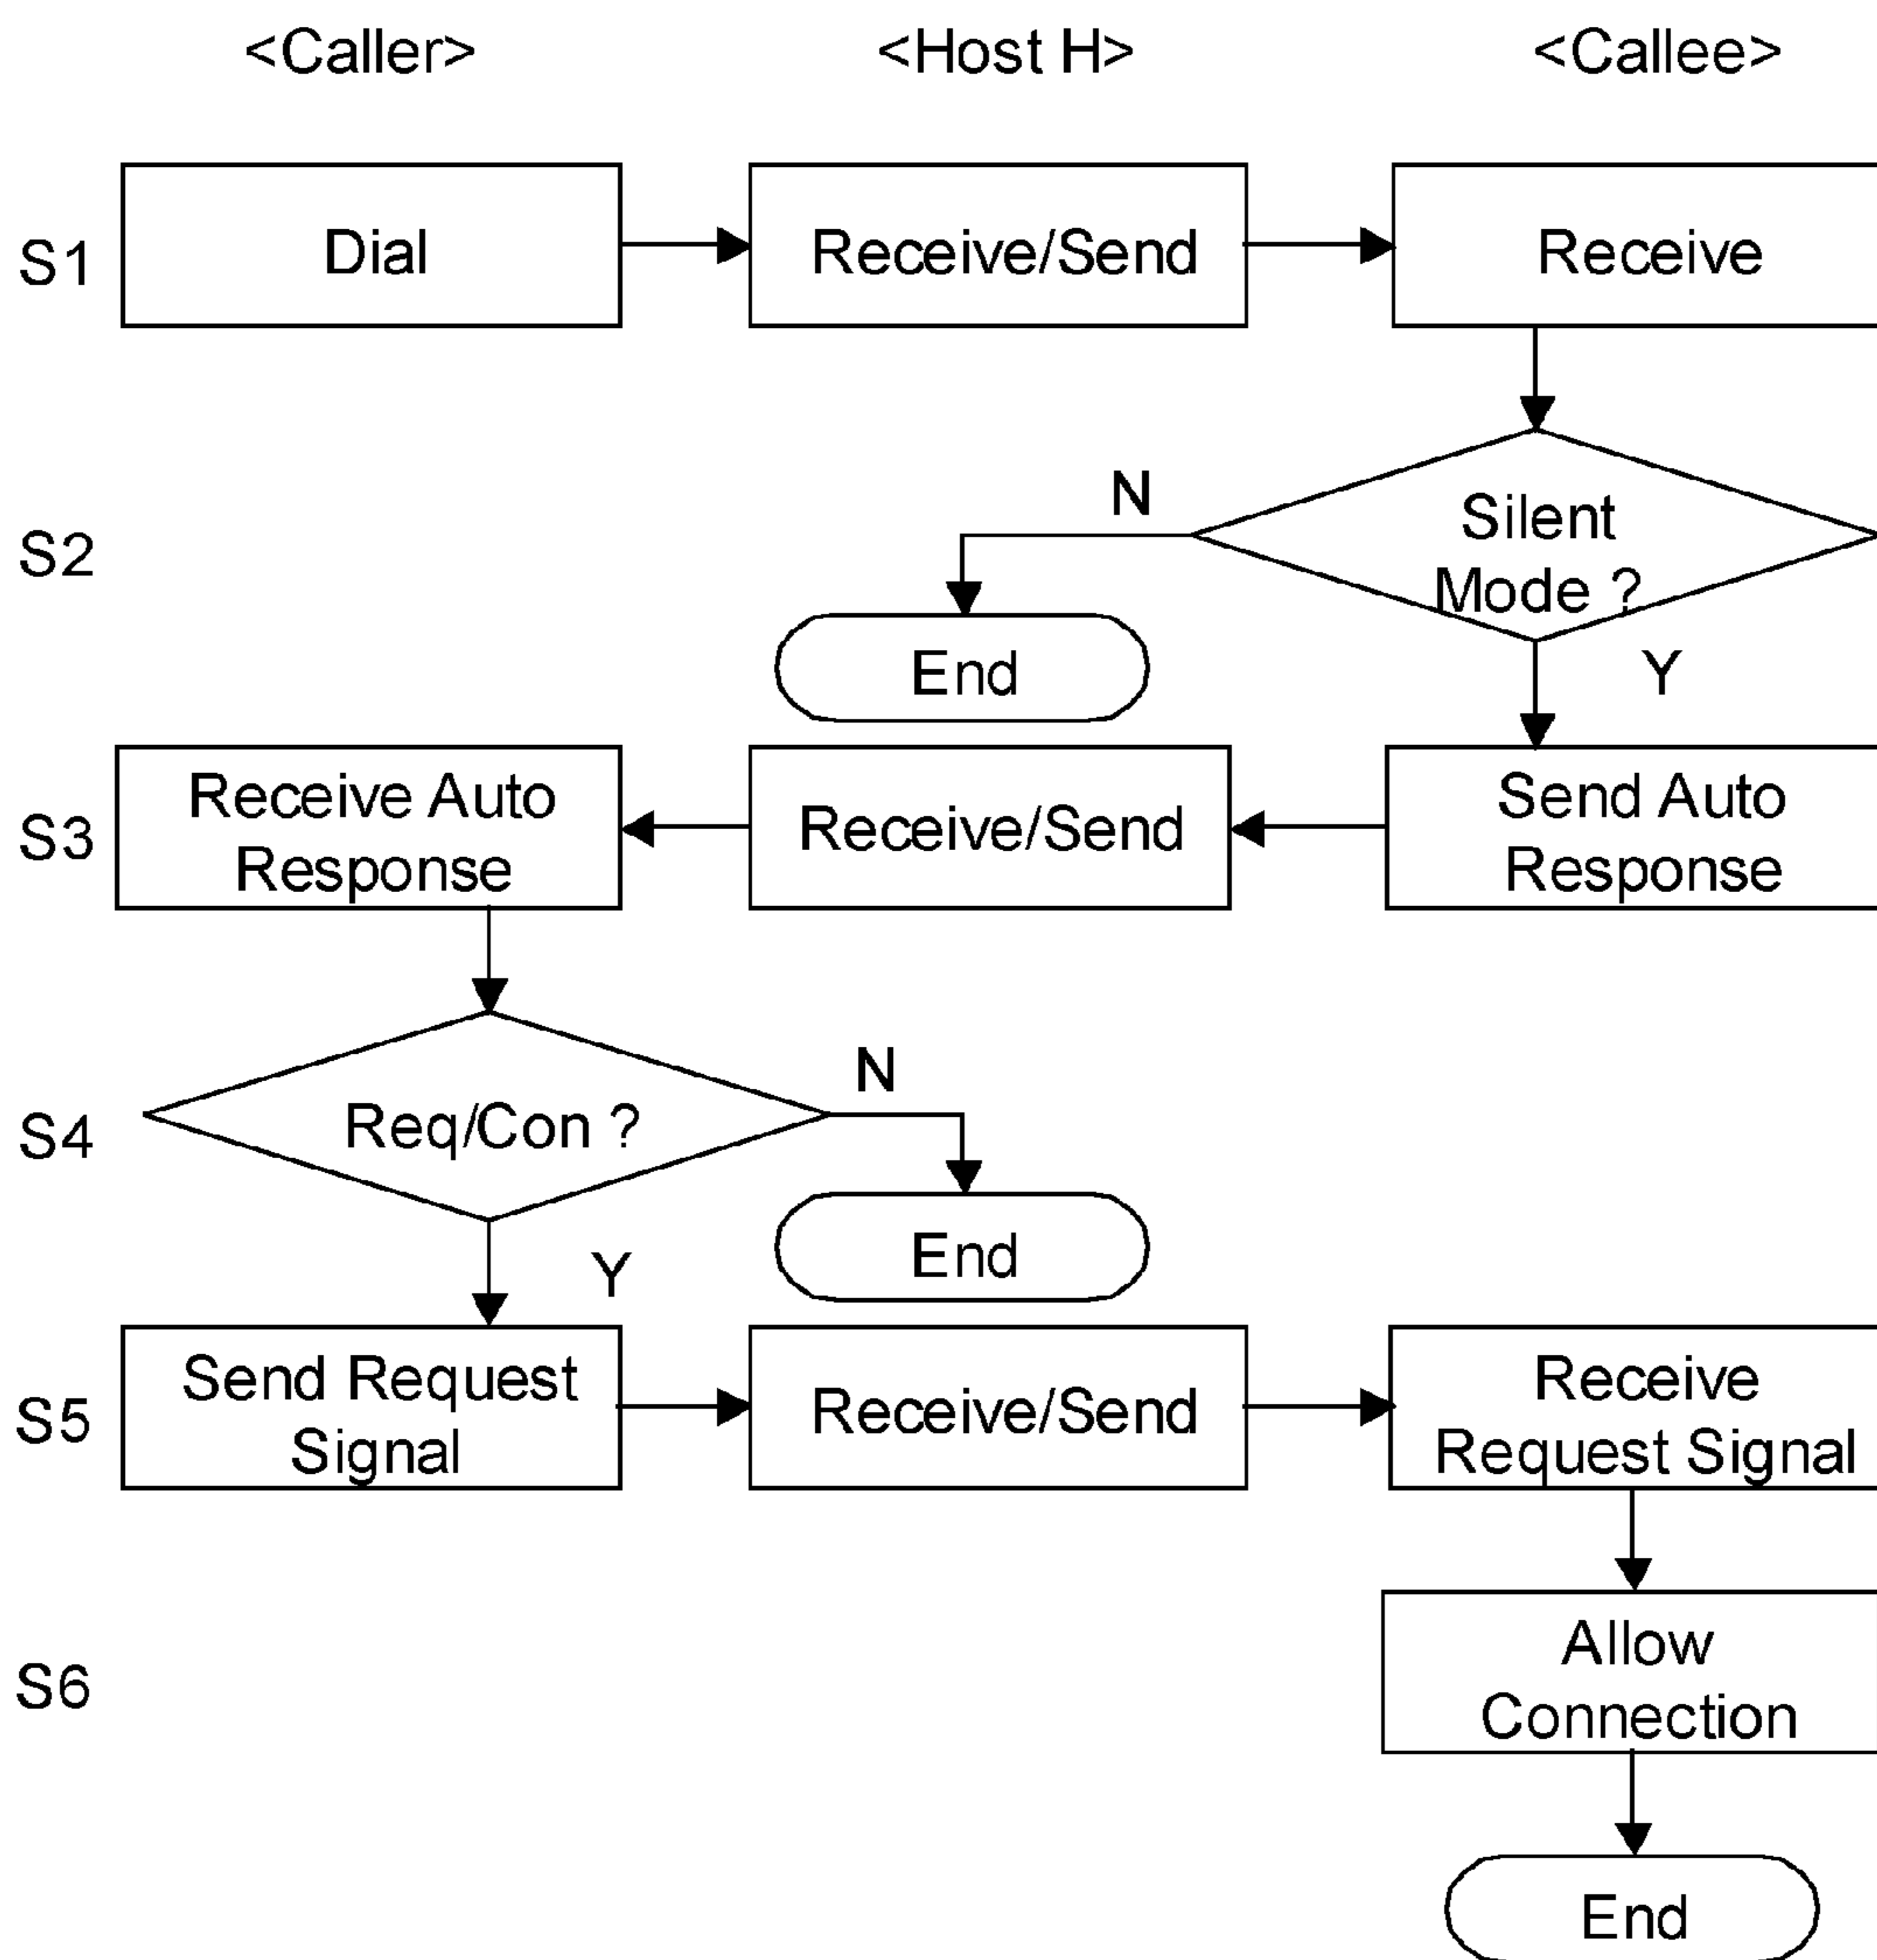 <Caller> <Host H> <Callee>
S1 Dial Receive/Send Receive
N
S2
Silent
Mode ?
End
Y
S3
Receive Auto
Response
Receive/Send
Send Auto
Response
N
S4 Req/Con ?
End
Y
S5
Send Request
Signal
Receive/Send
Receive
Request Signal
S6
Allow
Connection
End